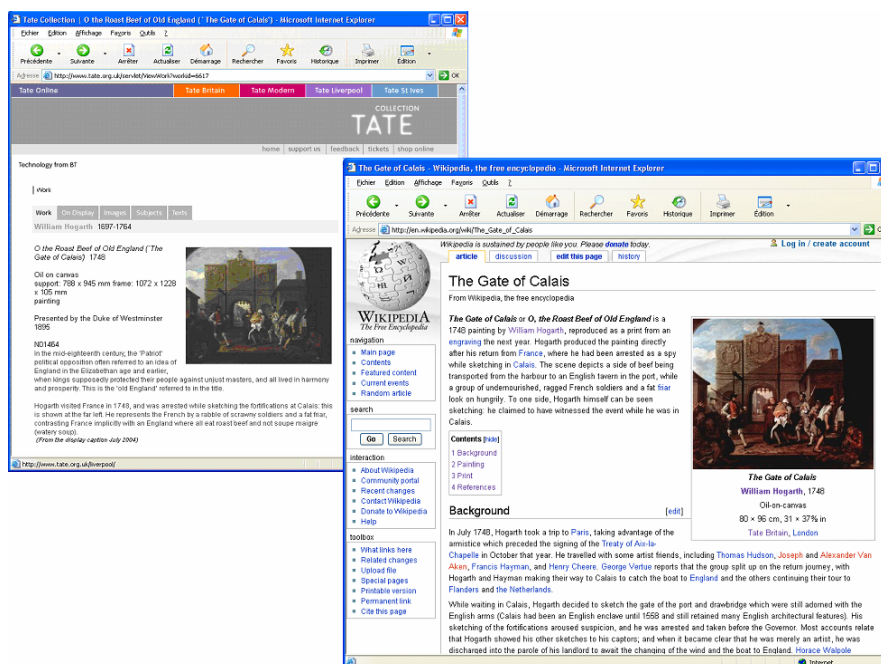 Tate Collection | O the Roast Beef of Old England (`The Gate of Calais') - Microsoft Internet Explorer
Fichier Edition Affichage Favoris Outils ?
Précédente Suivante Arrêter Actualiser Démarrage Rechercher Favoris Historique Imprimer Édition
Adresse http://www.tate.org.uk/servlet/ViewWork?workid=6617 OK
Tate Online Tate Britain Tate Modern Tate Liverpool Tate St Ives
COLLECTION
TATE
home support us feedback tickets shop online
Technology from BT
Work
Work On Display Images Subjects Texts
William Hogarth 1697-1764
O the Roast Beef of Old England (`The
Gate of Calais') 1748
Oil on canvas
support: 788 x 945 mm frame: 1072 x 1228
x 105 mm
painting
Presented by the Duke of Westminster
1895
N01464
In the mid-eighteenth century, the 'Patriot'
political opposition often referred to an idea of
England in the Elizabethan age and earlier,
when kings supposedly protected their people against unjust masters, and all lived in harmony
and prosperity. This is the 'old England' referred to in the title.
Hogarth visited France in 1748, and was arrested while sketching the fortifications at Calais: this
is shown at the far left. He represents the French by a rabble of scrawny soldiers and a fat friar,
contrasting France implicitly with an England where all eat roast beef and not soupe maigre
(watery soup).
(From the display caption July 2004)
http://www.tate.org.uk/liverpool/
The Gate of Calais - Wikipedia, the free encyclopedia - Microsoft Internet Explorer
Fichier Edition Affichage Favoris Outils ?
Précédente Suivante Arrêter Actualiser Démarrage Rechercher Favoris Historique Imprimer Édition
Adresse http://en.wikipedia.org/wiki/The_Gate_of_Calais
Wikipedia is sustained by people like you. Please donate today. Log in / create account
article discussion edit this page history
WIKIPEDIA
The Free Encyclopedia
navigation
Main page
Contents
Featured content
Current events
Random article
search
Go Search
interaction
About Wikipedia
Community portal
Recent changes
Contact Wikipedia
Donate to Wikipedia
Help
toolbox
What links here
Related changes
Upload file
Special pages
Printable version
Permanent link
Cite this page
The Gate of Calais
From Wikipedia, the free encyclopedia
The Gate of Calais or O, the Roast Beef of Old England is a
1748 painting by William Hogarth, reproduced as a print from an
engraving the next year. Hogarth produced the painting directly
after his return from France, where he had been arrested as a spy
while sketching in Calais. The scene depicts a side of beef being
transported from the harbour to an English tavern in the port, while
a group of undernourished, ragged French soldiers and a fat friar
look on hungrily. To one side, Hogarth himself can be seen
sketching: he claimed to have witnessed the event while he was in
Calais.
The Gate of Calais
William Hogarth, 1748
Oil-on-canvas
80 × 96 cm, 31 × 37¾ in
Tate Britain, London
Contents [hide]
1 Background
2 Painting
3 Print
4 References
Background [edit]
In July 1748, Hogarth took a trip to Paris, taking advantage of the
armistice which preceded the signing of the Treaty of Aix-la-
Chapelle in October that year. He travelled with some artist friends, including Thomas Hudson, Joseph and Alexander Van
Aken, Francis Hayman, and Henry Cheere. George Vertue reports that the group split up on the return journey, with
Hogarth and Hayman making their way to Calais to catch the boat to England and the others continuing their tour to
Flanders and the Netherlands.
While waiting in Calais, Hogarth decided to sketch the gate of the port and drawbridge which were still adorned with the
English arms (Calais had been an English enclave until 1558 and still retained many English architectural features). His
sketching of the fortifications aroused suspicion, and he was arrested and taken before the Governor. Most accounts relate
that Hogarth showed his other sketches to his captors; and when it became clear that he was merely an artist, he was
discharged into the parole of his landlord to await the changing of the wind and the boat to England. Horace Walpole
Internet